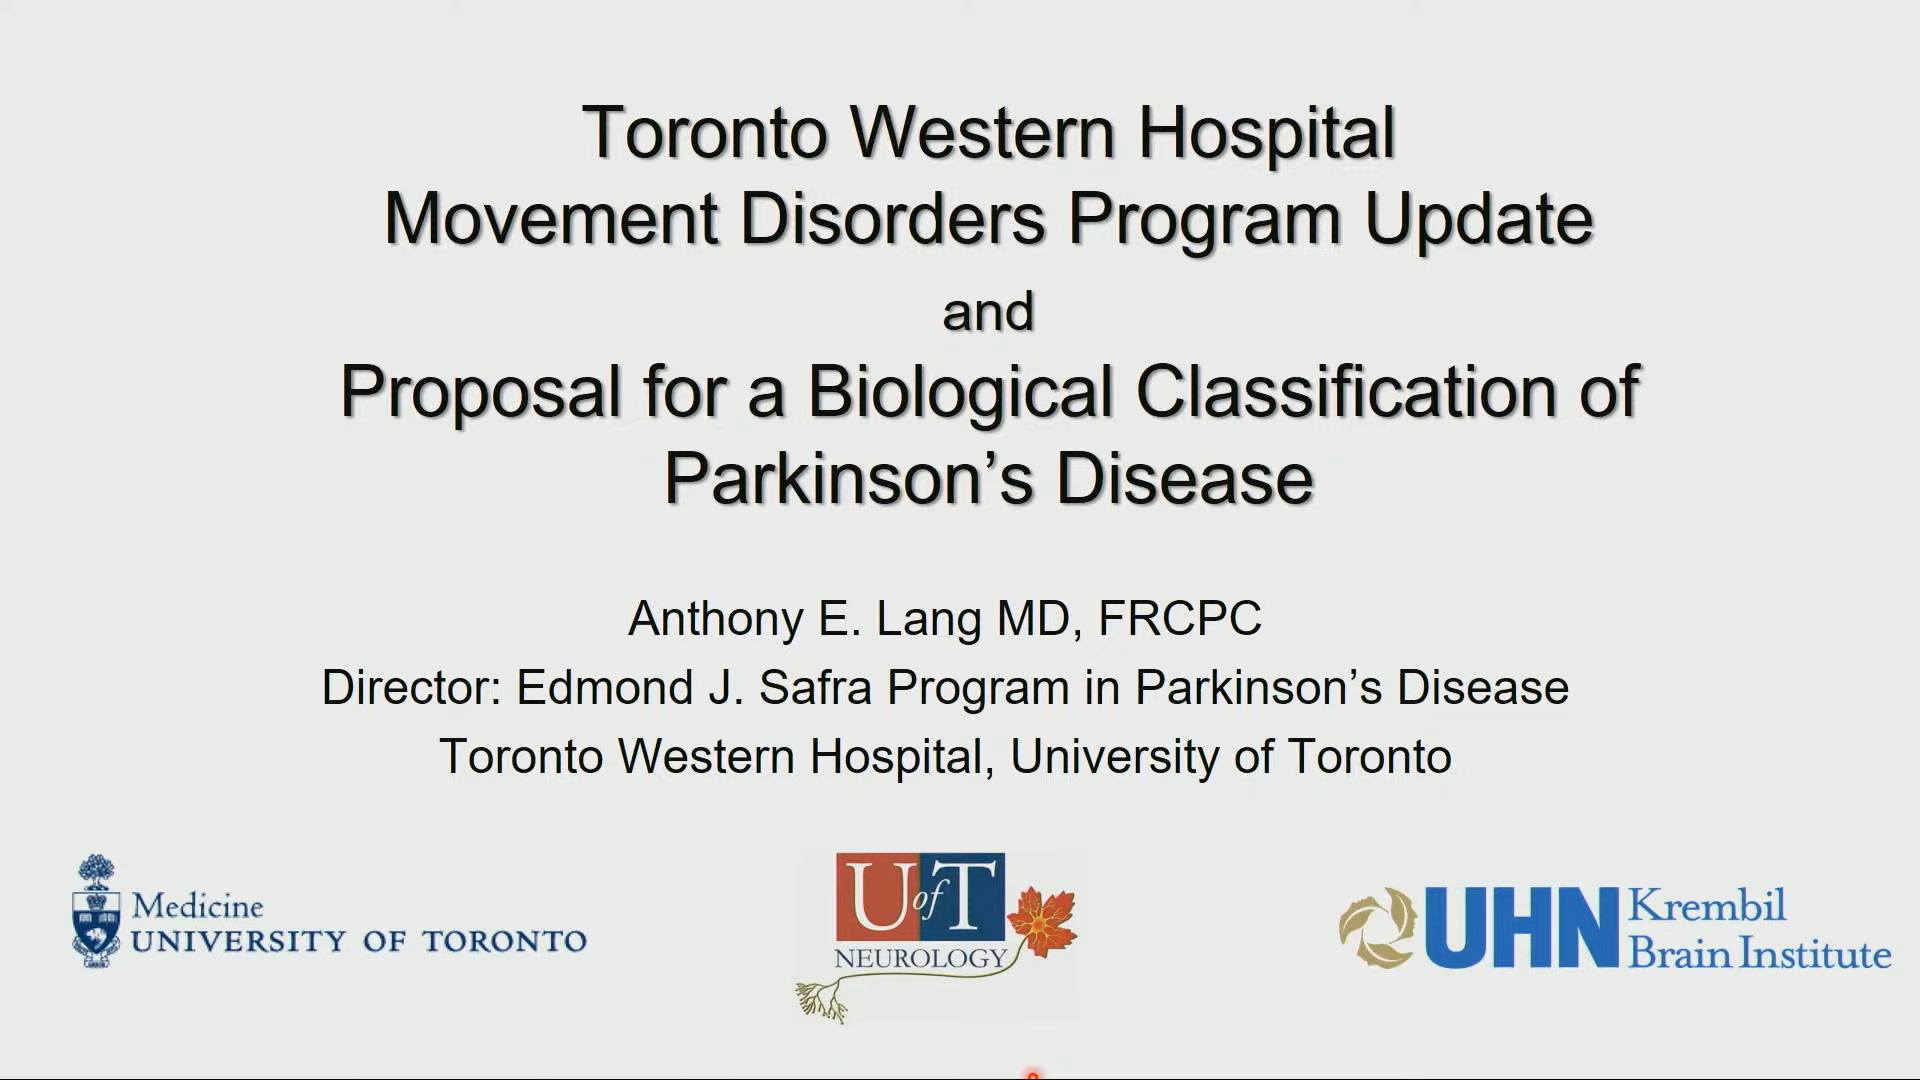 Toronto Western Hospital
Movement Disorders Program Update
and
Proposal for a Biological Classification of
Parkinson’s Disease
Anthony E. Lang MD, FRCPC
Director: Edmond J. Safra Program in Parkinson’s Disease
Toronto Western Hospital, University of Toronto
Medicine
UNIVERSITY OF TORONTO
U of T
NEUROLOGY
UHN Krembil
Brain Institute